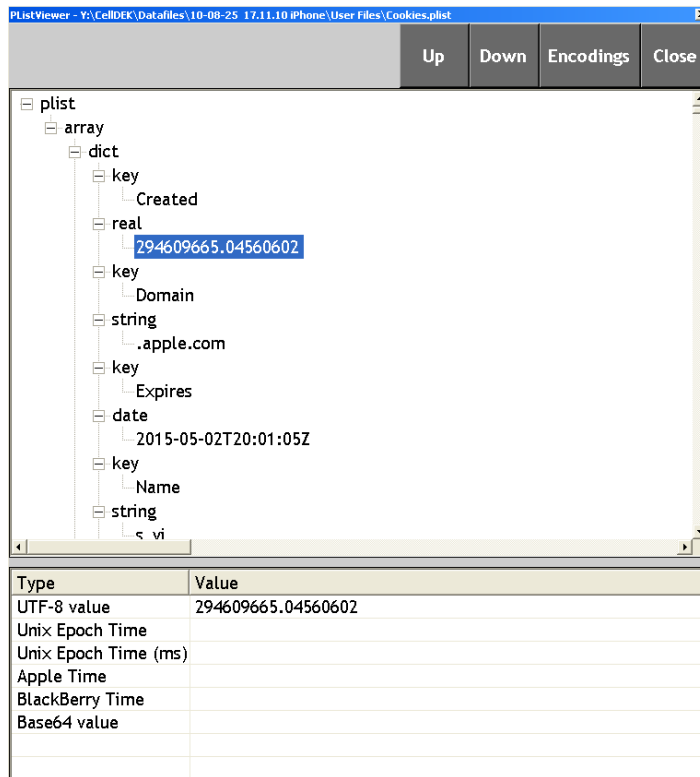 PListViewer - Y:\CellDEK\Datafiles\10-08-25 17.11.10 iPhone\User Files\Cookies.plist
Up Down Encodings Close
plist
array
dict
key
Created
real
294609665.04560602
key
Domain
string
.apple.com
key
Expires
date
2015-05-02T20:01:05Z
key
Name
string
s_vi
Type Value
UTF-8 value 294609665.04560602
Unix Epoch Time
Unix Epoch Time (ms)
Apple Time
BlackBerry Time
Base64 value